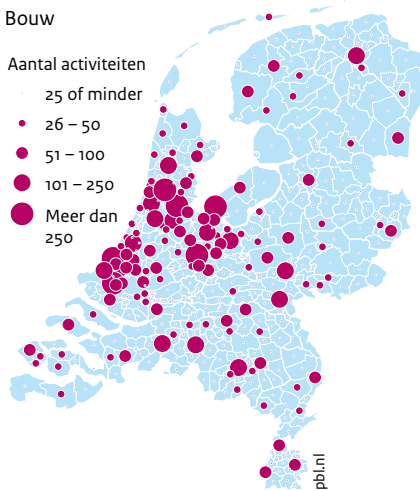 Bouw
Aantal activiteiten
25 of minder
26 – 50
51 – 100
101 – 250
Meer dan
250
pbl.nl